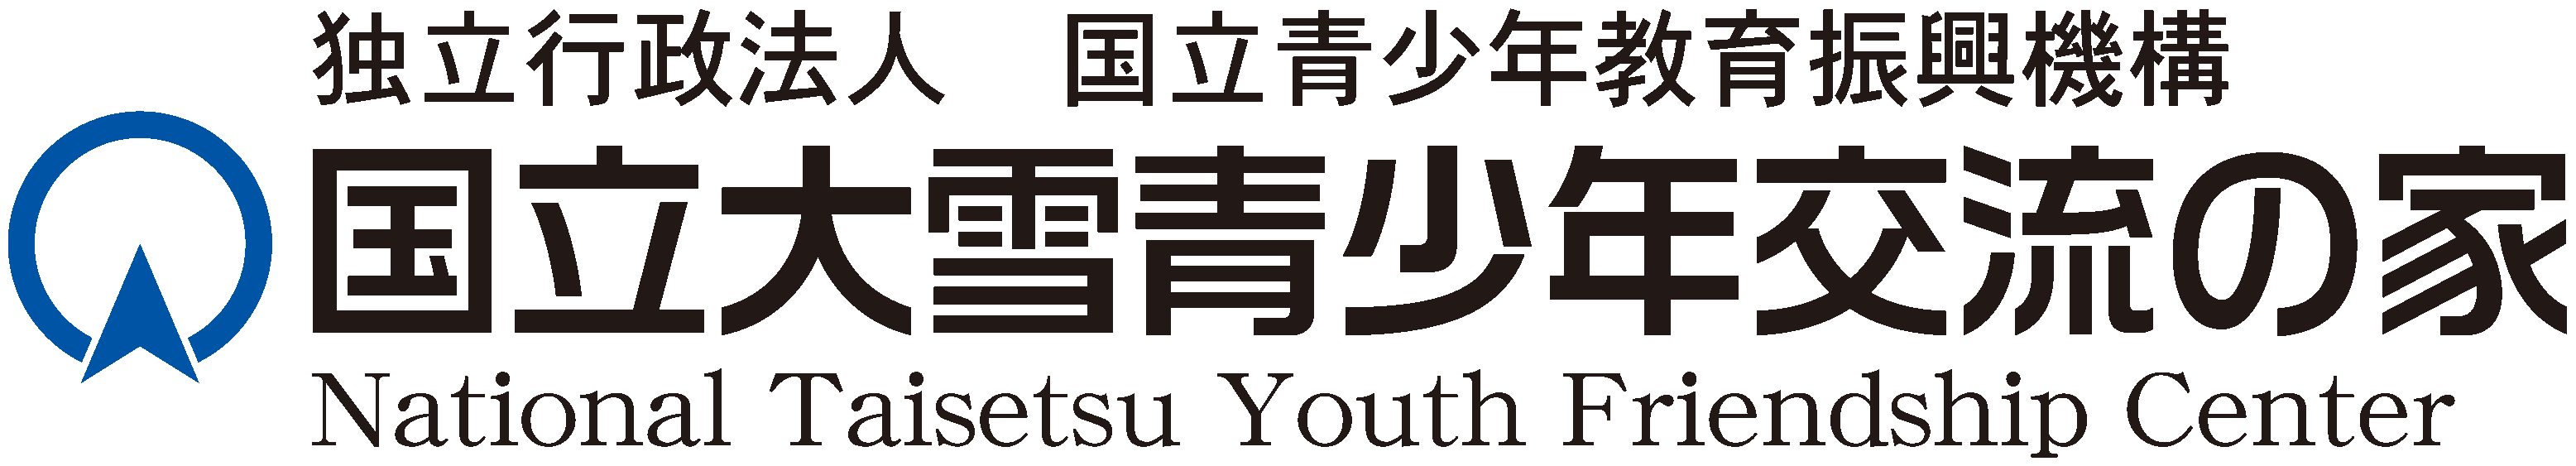 独立行政法人　国立青少年教育振興機構
国立大雪青少年交流の家
National Taisetsu Youth Friendship Center